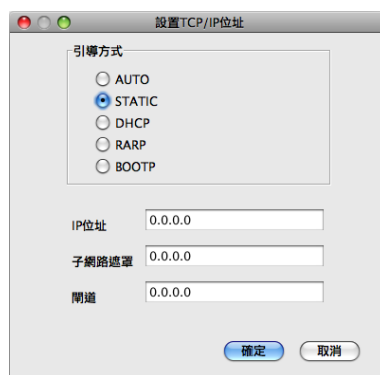 設置TCP/IP位址
引導方式
AUTO
STATIC
DHCP
RARP
BOOTP
IP位址 0.0.0.0
子網路遮罩 0.0.0.0
閘道 0.0.0.0
確定 取消